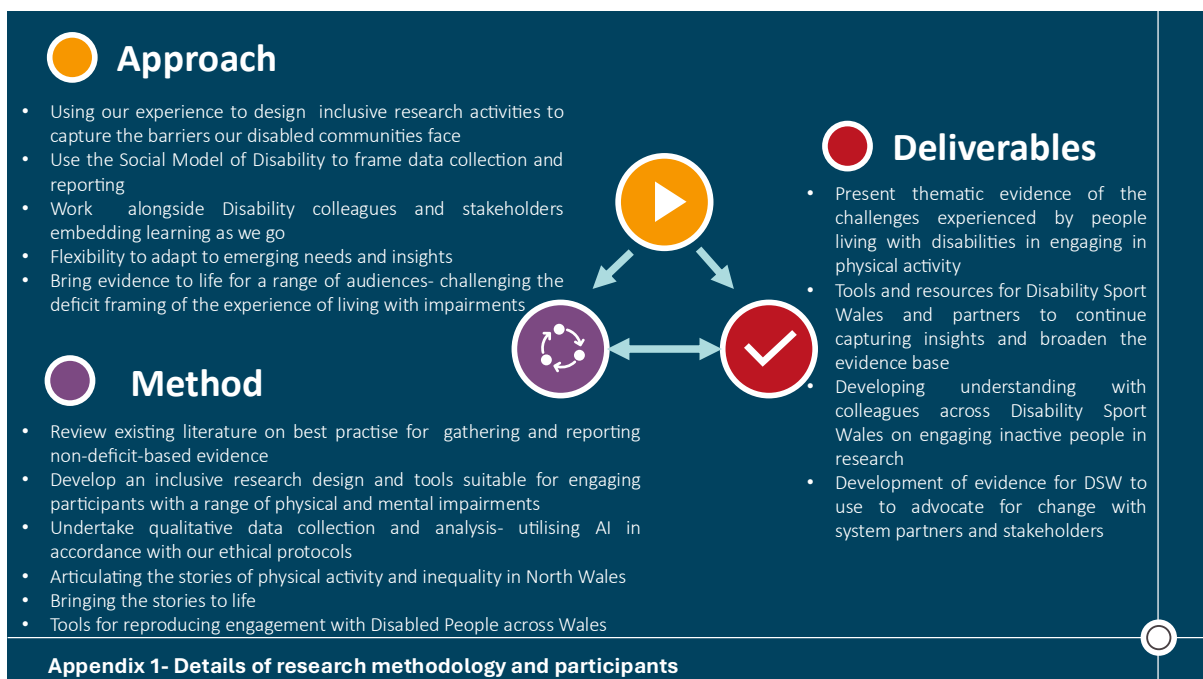 Approach
• Using our experience to design inclusive research activities to
capture the barriers our disabled communities face
• Use the Social Model of Disability to frame data collection and
reporting
• Work alongside Disability colleagues and stakeholders
embedding learning as we go
• Flexibility to adapt to emerging needs and insights
• Bring evidence to life for a range of audiences- challenging the
deficit framing of the experience of living with impairments
Method
• Review existing literature on best practise for gathering and reporting
non-deficit-based evidence
• Develop an inclusive research design and tools suitable for engaging
participants with a range of physical and mental impairments
• Undertake qualitative data collection and analysis- utilising AI in
accordance with our ethical protocols
• Articulating the stories of physical activity and inequality in North Wales
• Bringing the stories to life
• Tools for reproducing engagement with Disabled People across Wales
Deliverables
• Present thematic evidence of the
challenges experienced by people
living with disabilities in engaging in
physical activity
• Tools and resources for Disability Sport
Wales and partners to continue
capturing insights and broaden the
evidence base
• Developing understanding with
colleagues across Disability Sport
Wales on engaging inactive people in
research
• Development of evidence for DSW to
use to advocate for change with
system partners and stakeholders
Appendix 1- Details of research methodology and participants